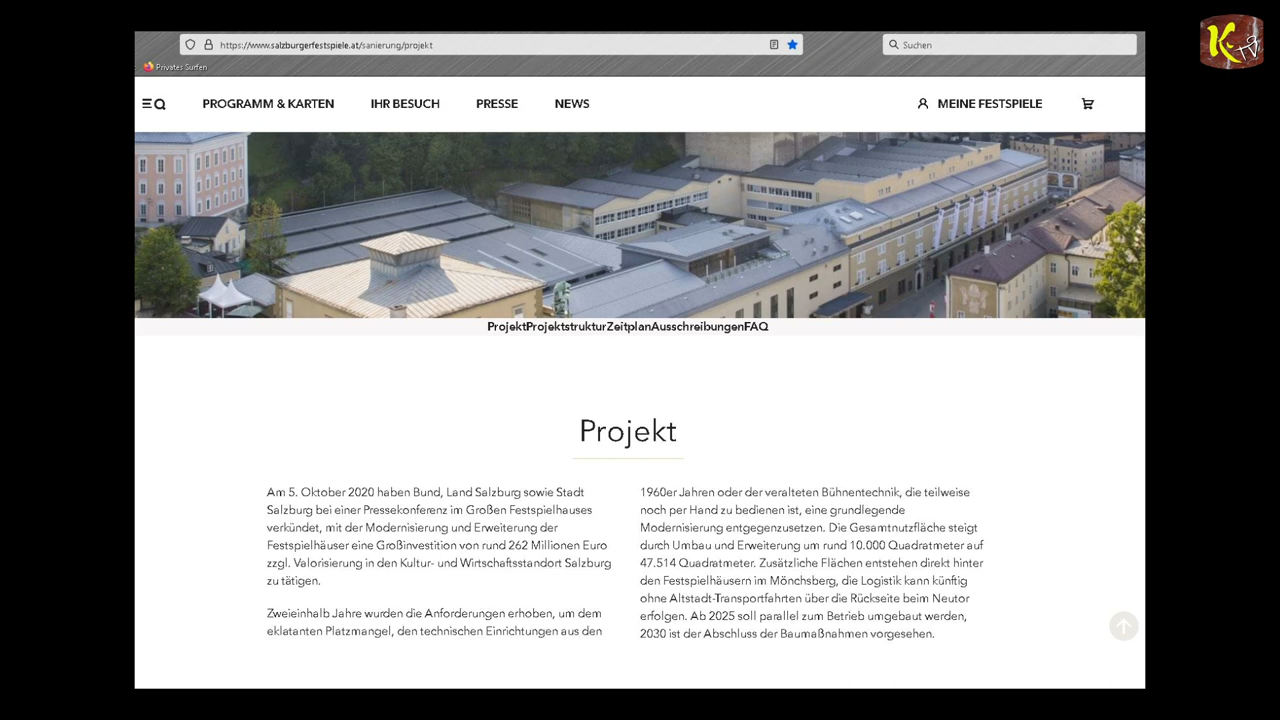 K TV
https://www.salzburgerfestspiele.at/sanierung/projekt
Suchen
Privates Surfen
PROGRAMM & KARTEN
IHR BESUCH
PRESSE
NEWS
MEINE FESTSPIELE
ProjektProjektstrukturZeitplanAusschreibungenFAQ
Projekt
Am 5. Oktober 2020 haben Bund, Land Salzburg sowie Stadt
Salzburg bei einer Pressekonferenz im Großen Festspielhauses
verkündet, mit der Modernisierung und Erweiterung der
Festspielhäuser eine Großinvestition von rund 262 Millionen Euro
zzgl. Valorisierung in den Kultur- und Wirtschaftsstandort Salzburg
zu tätigen.
Zweieinhalb Jahre wurden die Anforderungen erhoben, um dem
eklatanten Platzmangel, den technischen Einrichtungen aus den
1960er Jahren oder der veralteten Bühnentechnik, die teilweise
noch per Hand zu bedienen ist, eine grundlegende
Modernisierung entgegenzusetzen. Die Gesamtnutzfläche steigt
durch Umbau und Erweiterung um rund 10.000 Quadratmeter auf
47.514 Quadratmeter. Zusätzliche Flächen entstehen direkt hinter
den Festspielhäusern im Mönchsberg, die Logistik kann künftig
ohne Altstadt-Transportfahrten über die Rückseite beim Neutor
erfolgen. Ab 2025 soll parallel zum Betrieb umgebaut werden,
2030 ist der Abschluss der Baumaßnahmen vorgesehen.